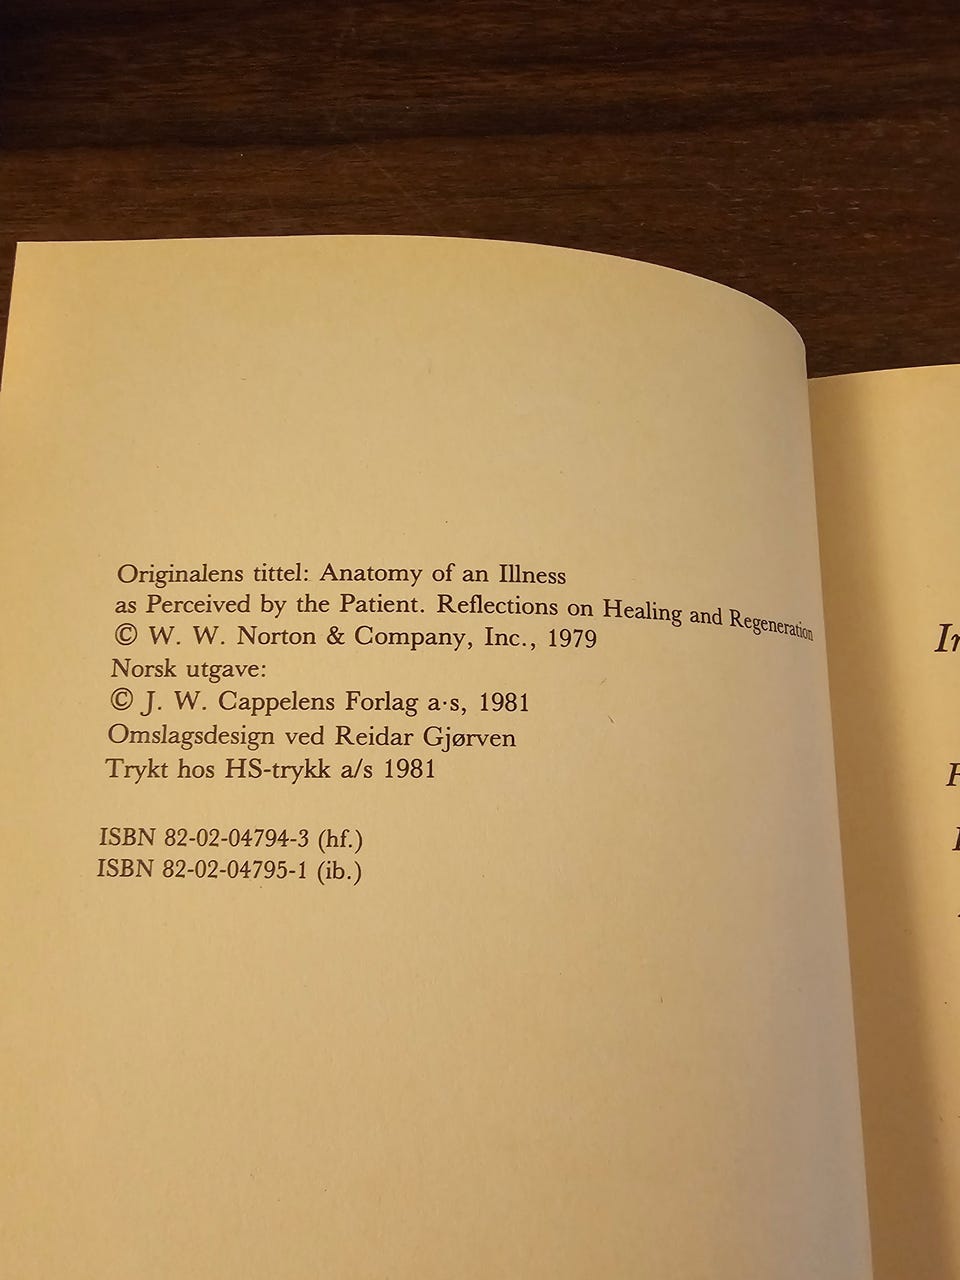 Originalens tittel: Anatomy of an Illness
as Perceived by the Patient. Reflections on Healing and Regeneration
© W. W. Norton & Company, Inc., 1979
Norsk utgave:
© J. W. Cappelens Forlag a·s, 1981
Omslagsdesign ved Reidar Gjørven
Trykt hos HS-trykk a/s 1981
ISBN 82-02-04794-3 (hf.)
ISBN 82-02-04795-1 (ib.)